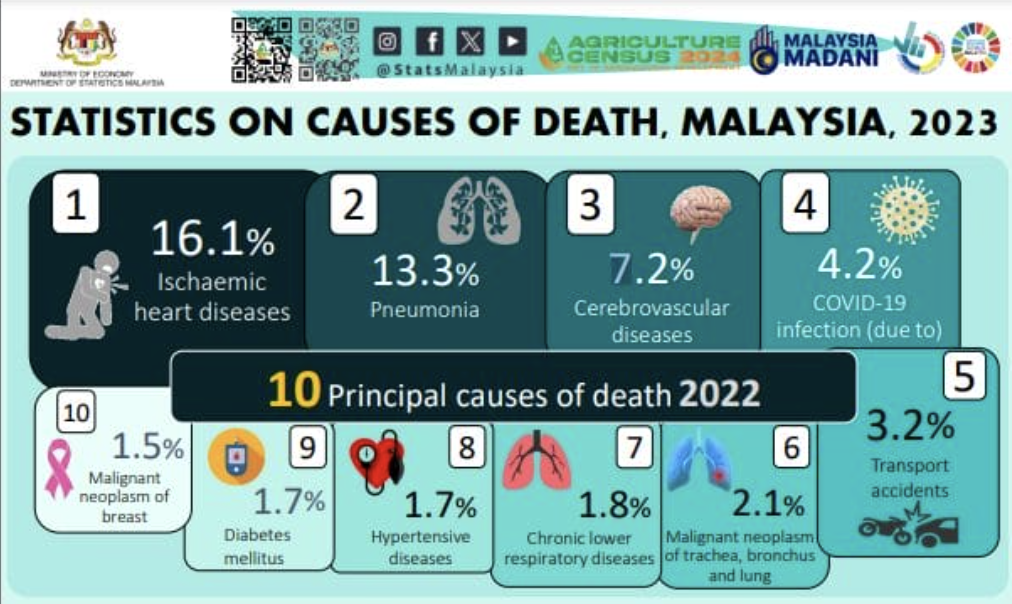 MINISTRY OF ECONOMY
DEPARTMENT OF STATISTICS MALAYSIA
@StatsMalaysia
AGRICULTURE
CENSUS 2024
MALAYSIA
MADANI
STATISTICS ON CAUSES OF DEATH, MALAYSIA, 2023
1
16.1%
Ischaemic
heart diseases
2
13.3%
Pneumonia
3
7.2%
Cerebrovascular
diseases
4
4.2%
COVID-19
infection (due to)
10 Principal causes of death 2022
5
3.2%
Transport
accidents
6
2.1%
Malignant neoplasm
of trachea, bronchus
and lung
7
1.8%
Chronic lower
respiratory diseases
8
1.7%
Hypertensive
diseases
9
1.7%
Diabetes
mellitus
10
1.5%
Malignant
neoplasm of
breast